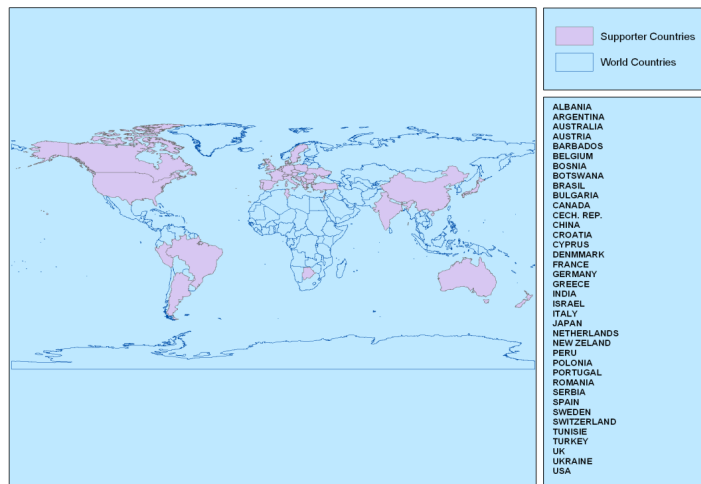 Supporter Countries
World Countries
ALBANIA
ARGENTINA
AUSTRALIA
AUSTRIA
BARBADOS
BELGIUM
BOSNIA
BOTSWANA
BRASIL
BULGARIA
CANADA
CECH. REP.
CHINA
CROATIA
CYPRUS
DENMMARK
FRANCE
GERMANY
GREECE
INDIA
ISRAEL
ITALY
JAPAN
NETHERLANDS
NEW ZELAND
PERU
POLONIA
PORTUGAL
ROMANIA
SERBIA
SPAIN
SWEDEN
SWITZERLAND
TUNISIE
TURKEY
UK
UKRAINE
USA